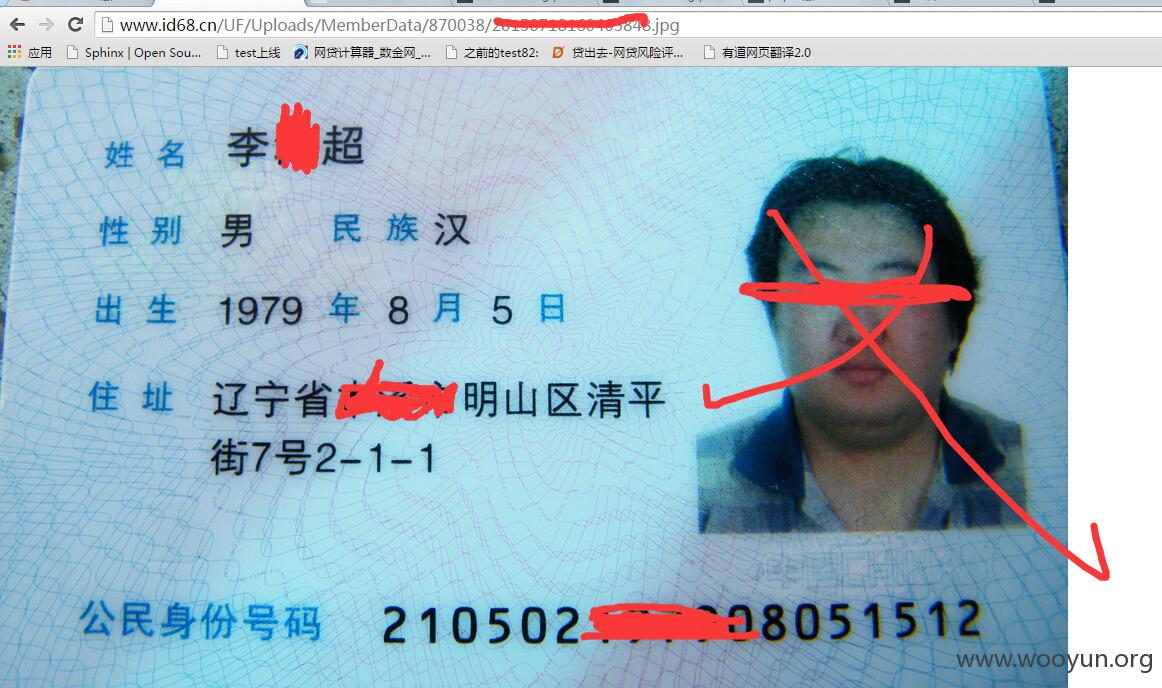 www.id68.cn/UF/Uploads/MemberData/870038/ .jpg
应用 Sphinx | Open Sou... test上线 网贷计算器_数金网_... 之前的test82: 贷出去-网贷风险评... 有道网页翻译2.0
姓名 李 超
性别 男 民族 汉
出生 1979 年 8 月 5 日
住址 辽宁省 明山区清平
街7号2-1-1
公民身份号码 210502 8051512
www.wooyun.org